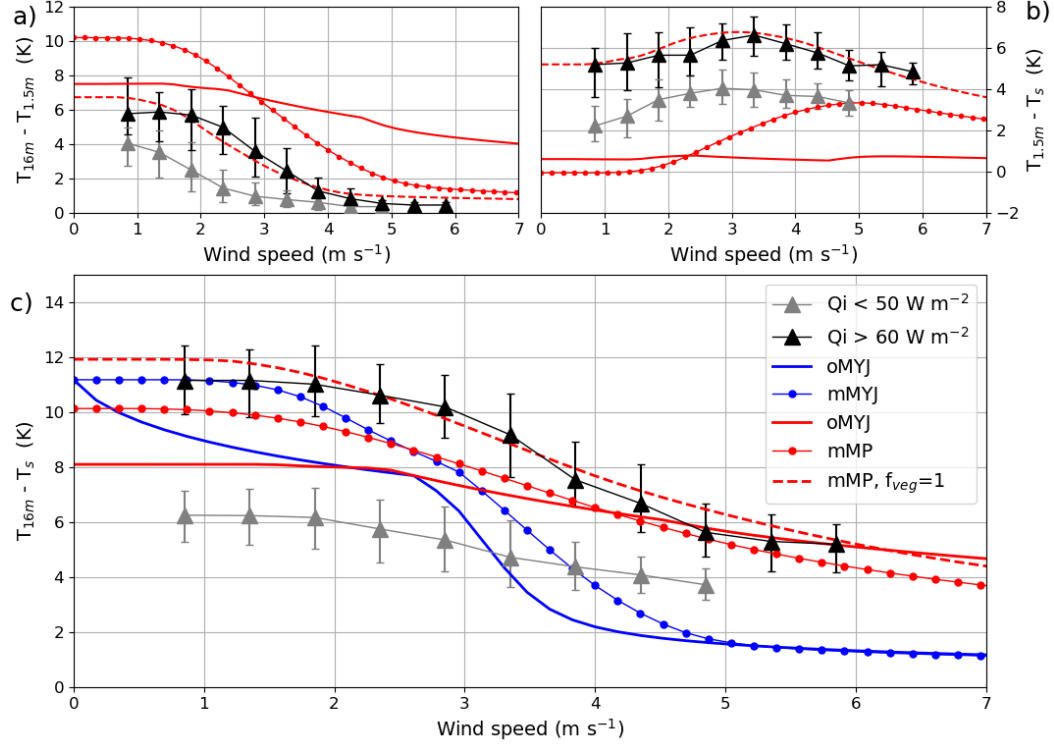 a)
12
10
8
6
4
2
0
T16m - T1.5m (K)
0 1 2 3 4 5 6 7
Wind speed (m s⁻¹)
b)
8
6
4
2
0
−2
T1.5m - Ts (K)
0 1 2 3 4 5 6 7
Wind speed (m s⁻¹)
c)
14
12
10
8
6
4
2
0
T16m - Ts (K)
Qi < 50 W m⁻²
Qi > 60 W m⁻²
oMYJ
mMYJ
oMYJ
mMP
mMP, fveg=1
0 1 2 3 4 5 6 7
Wind speed (m s⁻¹)